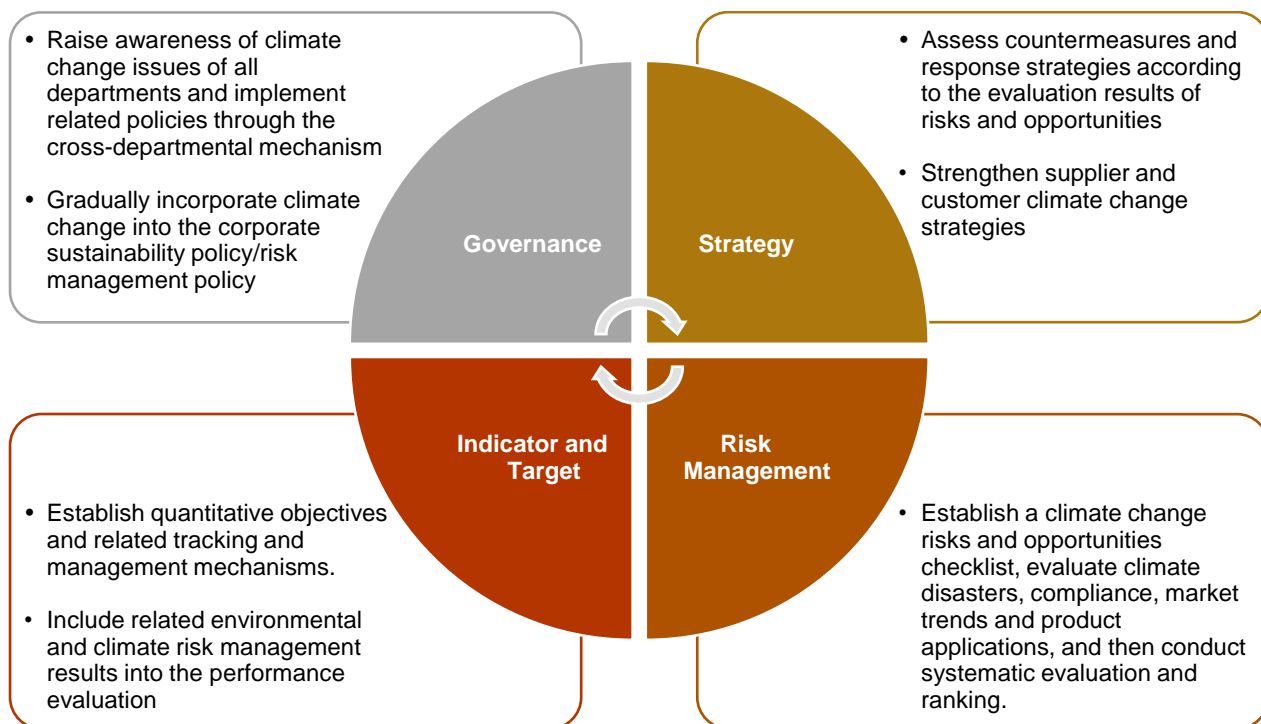 • Raise awareness of climate
change issues of all
departments and implement
related policies through the
cross-departmental mechanism
• Gradually incorporate climate
change into the corporate
sustainability policy/risk
management policy
• Assess countermeasures and
response strategies according
to the evaluation results of
risks and opportunities
• Strengthen supplier and
customer climate change
strategies
Governance
Strategy
Indicator and
Target
Risk
Management
• Establish quantitative objectives
and related tracking and
management mechanisms.
• Include related environmental
and climate risk management
results into the performance
evaluation
• Establish a climate change
risks and opportunities
checklist, evaluate climate
disasters, compliance, market
trends and product
applications, and then conduct
systematic evaluation and
ranking.